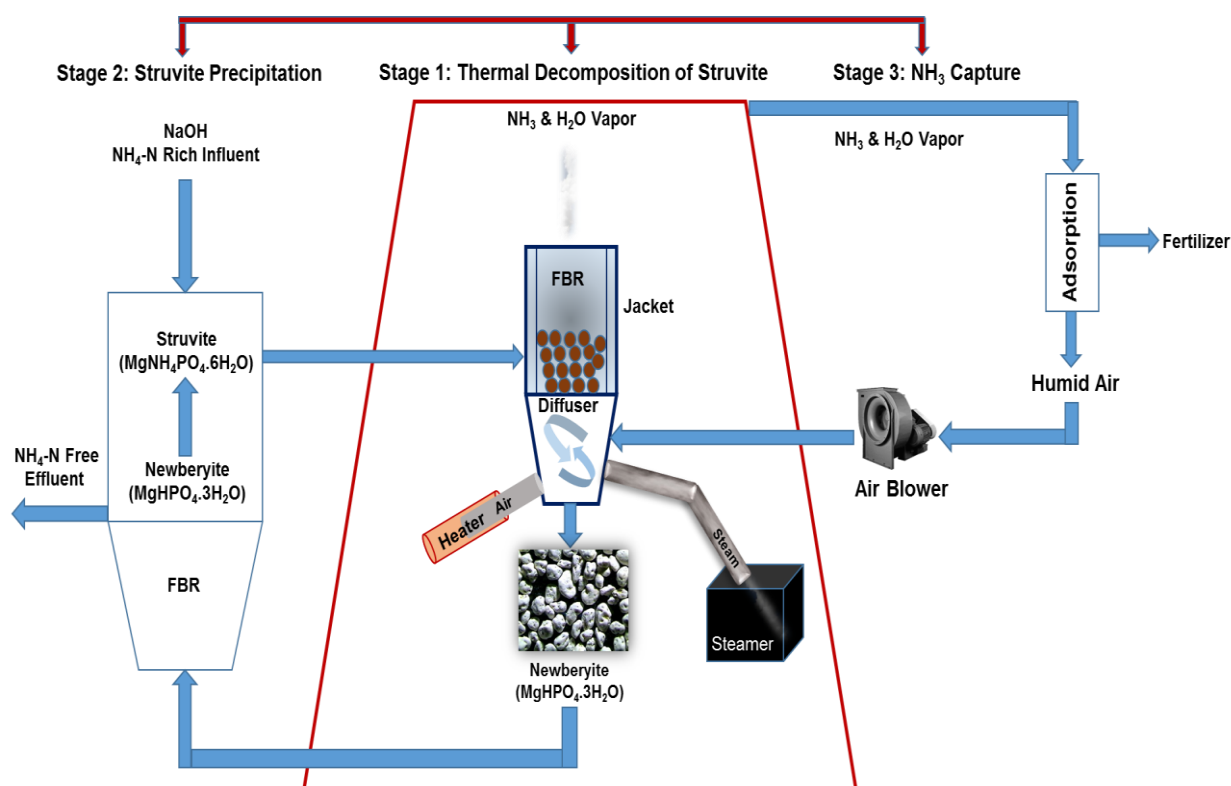 Stage 2: Struvite Precipitation
NaOH
NH₄-N Rich Influent
Struvite
(MgNH₄PO₄.6H₂O)
Newberyite
(MgHPO₄.3H₂O)
NH₄-N Free
Effluent
FBR
Stage 1: Thermal Decomposition of Struvite
NH₃ & H₂O Vapor
FBR
Jacket
Diffuser
Heater Air
Steam
Steamer
Newberyite
(MgHPO₄.3H₂O)
Stage 3: NH₃ Capture
NH₃ & H₂O Vapor
Adsorption
Fertilizer
Humid Air
Air Blower